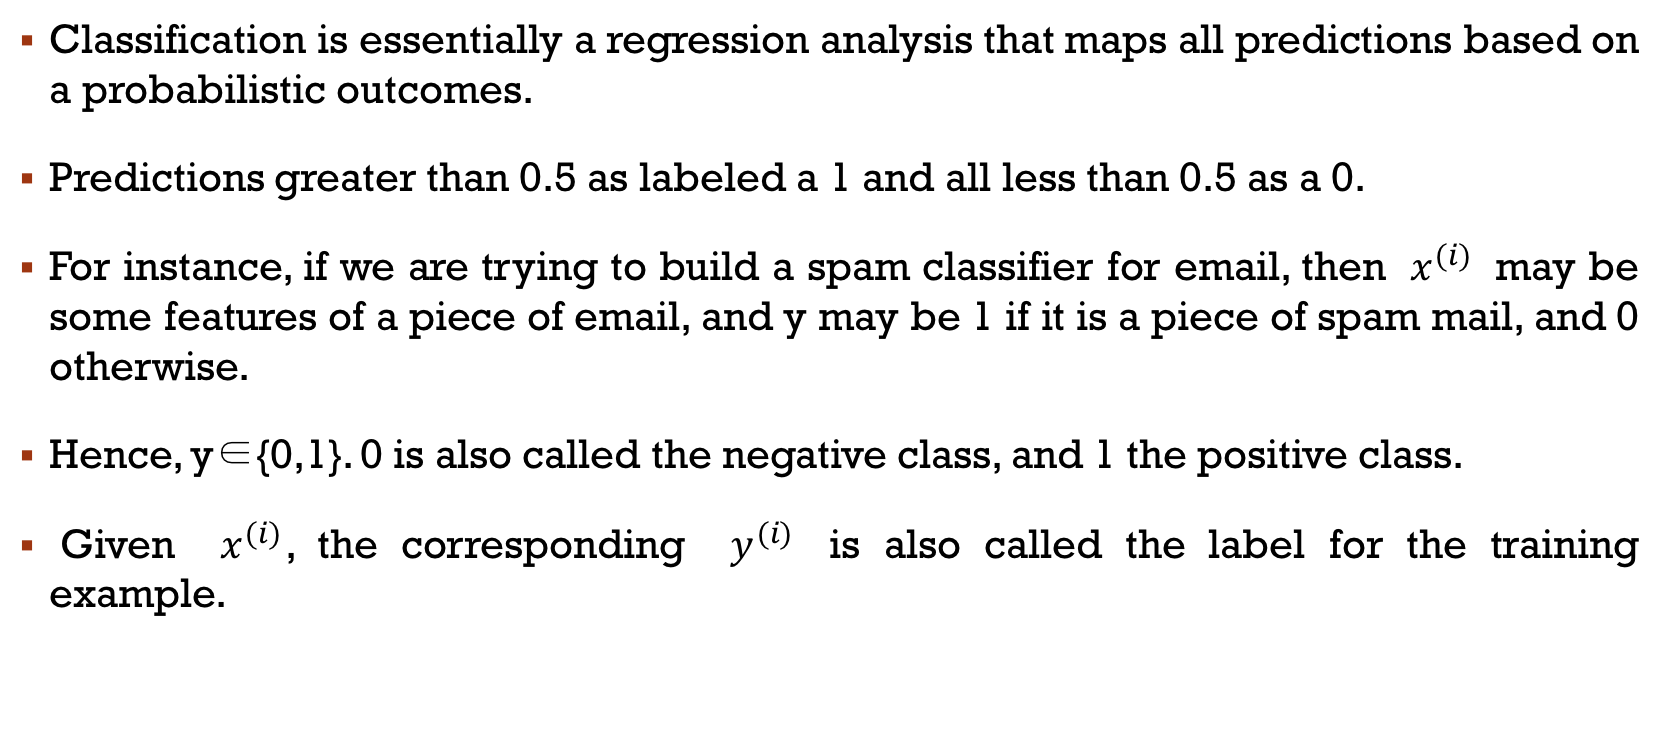 ▪ Classification is essentially a regression analysis that maps all predictions based on
a probabilistic outcomes.
▪ Predictions greater than 0.5 as labeled a 1 and all less than 0.5 as a 0.
▪ For instance, if we are trying to build a spam classifier for email, then x^(i) may be
some features of a piece of email, and y may be 1 if it is a piece of spam mail, and 0
otherwise.
▪ Hence, y∈{0,1}. 0 is also called the negative class, and 1 the positive class.
▪ Given x^(i), the corresponding y^(i) is also called the label for the training
example.